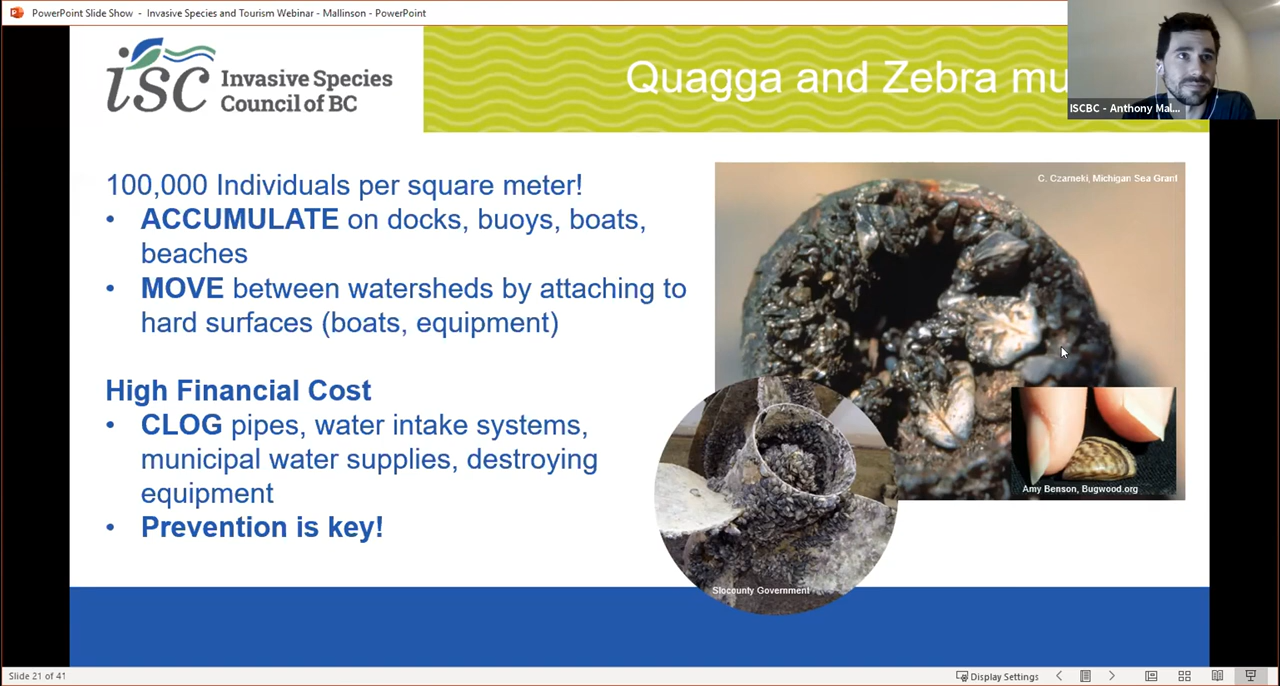 PowerPoint Slide Show - Invasive Species and Tourism Webinar - Mallinson - PowerPoint
isc Invasive Species
Council of BC
Quagga and Zebra mu
ISCBC - Anthony Mal...
100,000 Individuals per square meter!
• ACCUMULATE on docks, buoys, boats,
beaches
• MOVE between watersheds by attaching to
hard surfaces (boats, equipment)
High Financial Cost
• CLOG pipes, water intake systems,
municipal water supplies, destroying
equipment
• Prevention is key!
C. Czarneki, Michigan Sea Grant
Amy Benson, Bugwood.org
Slocounty Government
Slide 21 of 41
Display Settings